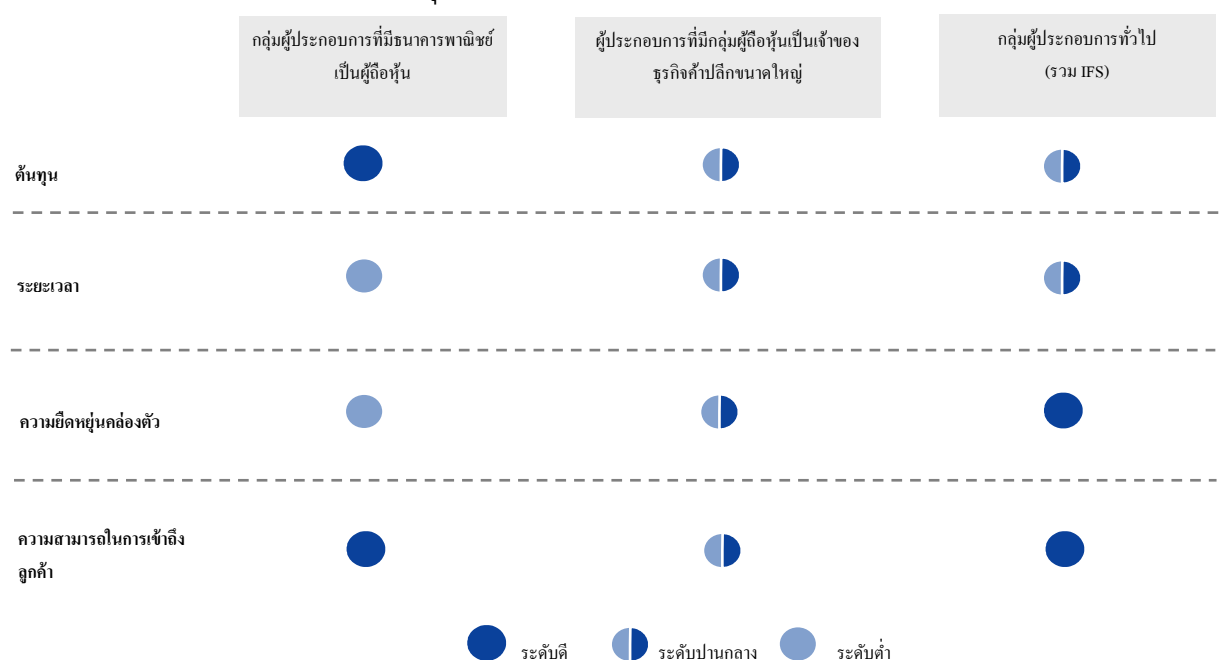 กลุ่มผู้ประกอบการที่มีธนาคารพาณิชย์
เป็นผู้ถือหุ้น
ผู้ประกอบการที่มีกลุ่มผู้ถือหุ้นเป็นเจ้าของ
ธุรกิจค้าปลีกขนาดใหญ่
กลุ่มผู้ประกอบการทั่วไป
(รวม IFS)
ต้นทุน
ระยะเวลา
ความยืดหยุ่นคล่องตัว
ความสามารถในการเข้าถึง
ลูกค้า
ระดับดี ระดับปานกลาง ระดับต่ำ